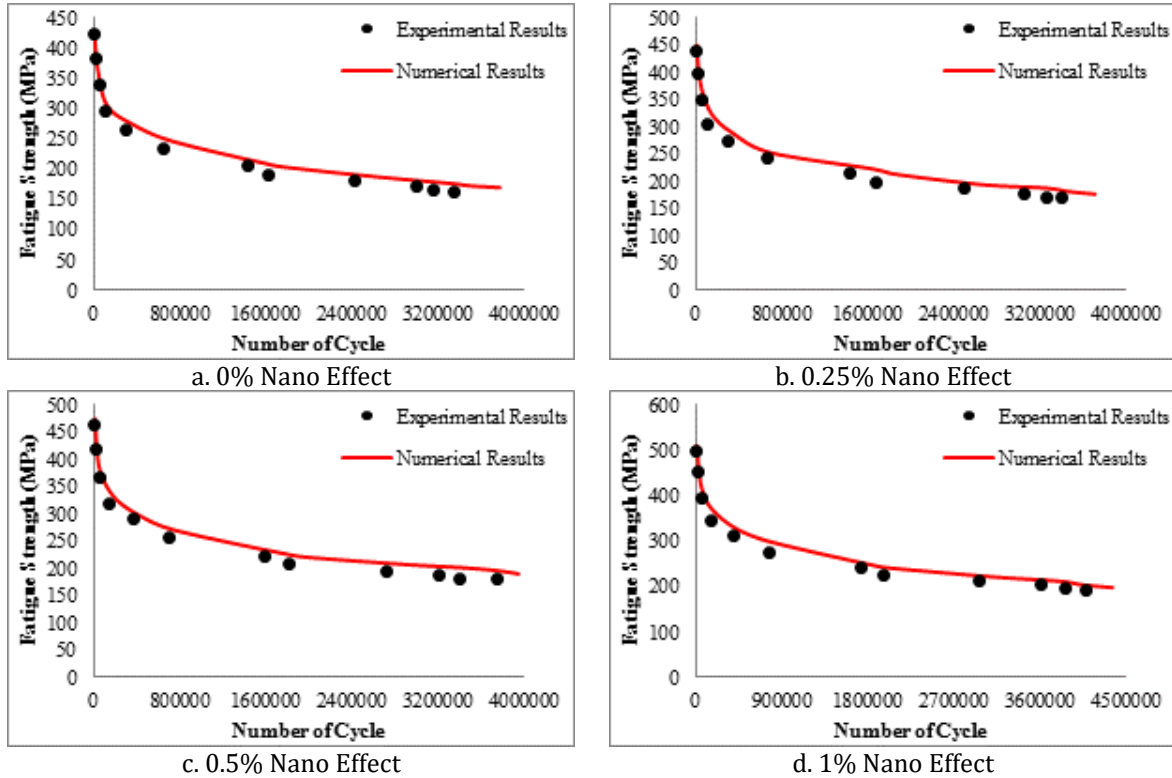 450
400
350
300
250
200
150
100
50
0
Fatigue Strength (MPa)
Experimental Results
Numerical Results
0 800000 1600000 2400000 3200000 4000000
Number of Cycle
a. 0% Nano Effect
500
450
400
350
300
250
200
150
100
50
0
Fatigue Strength (MPa)
Experimental Results
Numerical Results
0 800000 1600000 2400000 3200000 4000000
Number of Cycle
b. 0.25% Nano Effect
500
450
400
350
300
250
200
150
100
50
0
Fatigue Strength (MPa)
Experimental Results
Numerical Results
0 800000 1600000 2400000 3200000 4000000
Number of Cycle
c. 0.5% Nano Effect
600
500
400
300
200
100
0
Fatigue Strength (MPa)
Experimental Results
Numerical Results
0 900000 1800000 2700000 3600000 4500000
Number of Cycle
d. 1% Nano Effect